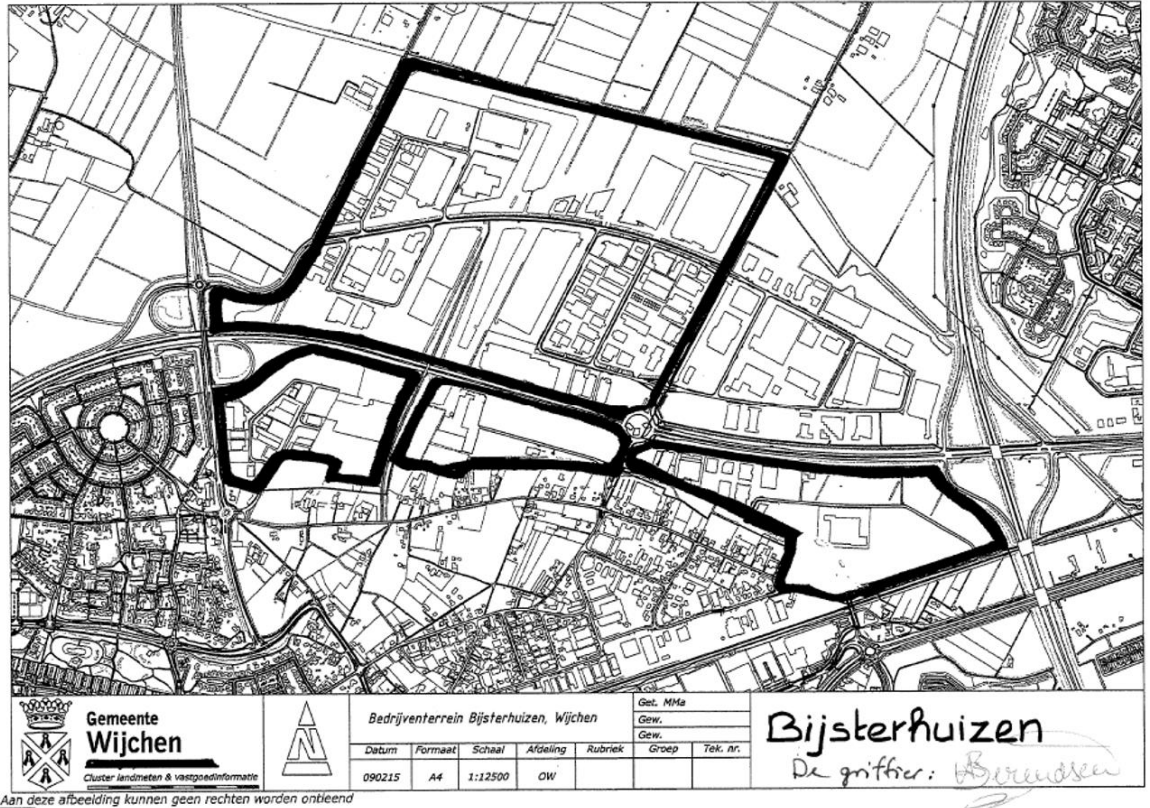 Gemeente
Wijchen
Cluster landmeten & vastgoedinformatie
N
Bedrijventerrein Bijsterhuizen, Wijchen
Datum Formaat Schaal Afdeling Rubriek
090215 A4 1:12500 OW
Get. MMa
Gew.
Gew.
Groep Tek. nr.
Bijsterhuizen
De griffier:
Aan deze afbeelding kunnen geen rechten worden ontleend